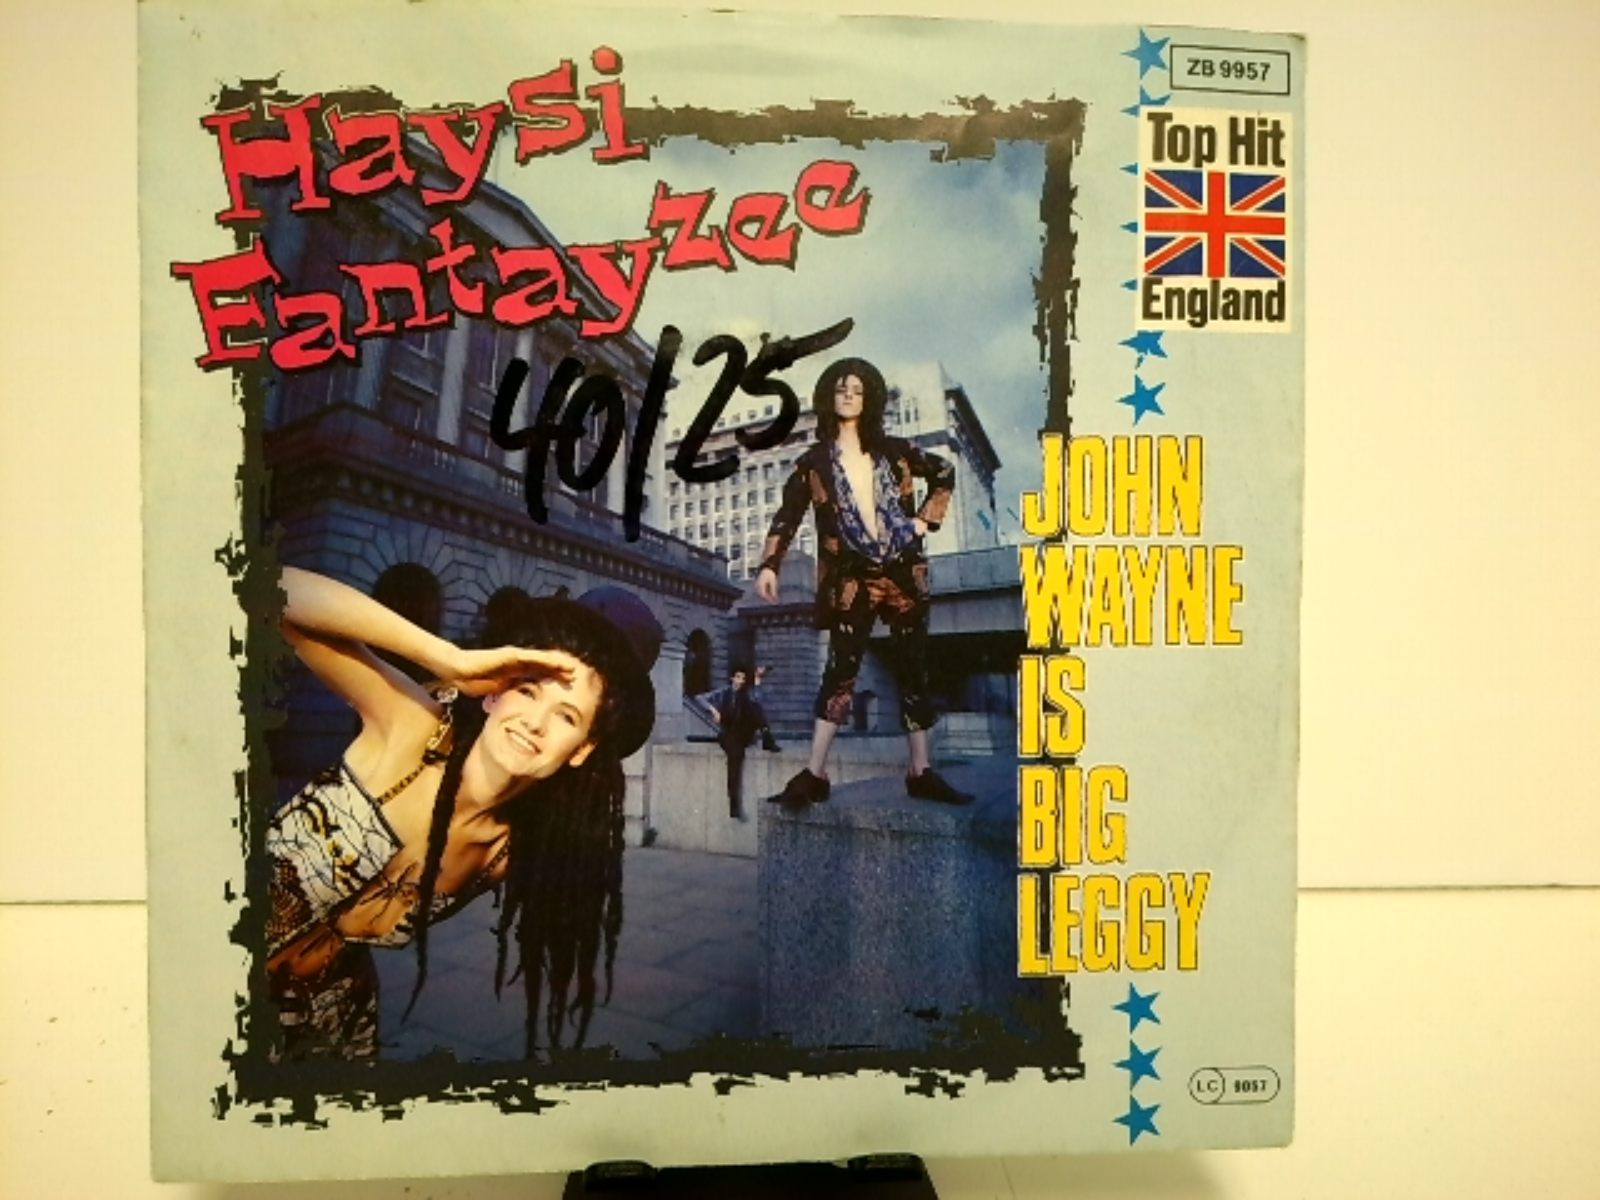 Haysi
Fantayzee
40/25
ZB 9957
Top Hit
England
JOHN
WAYNE
IS
BIG
LEGGY
LC 9057